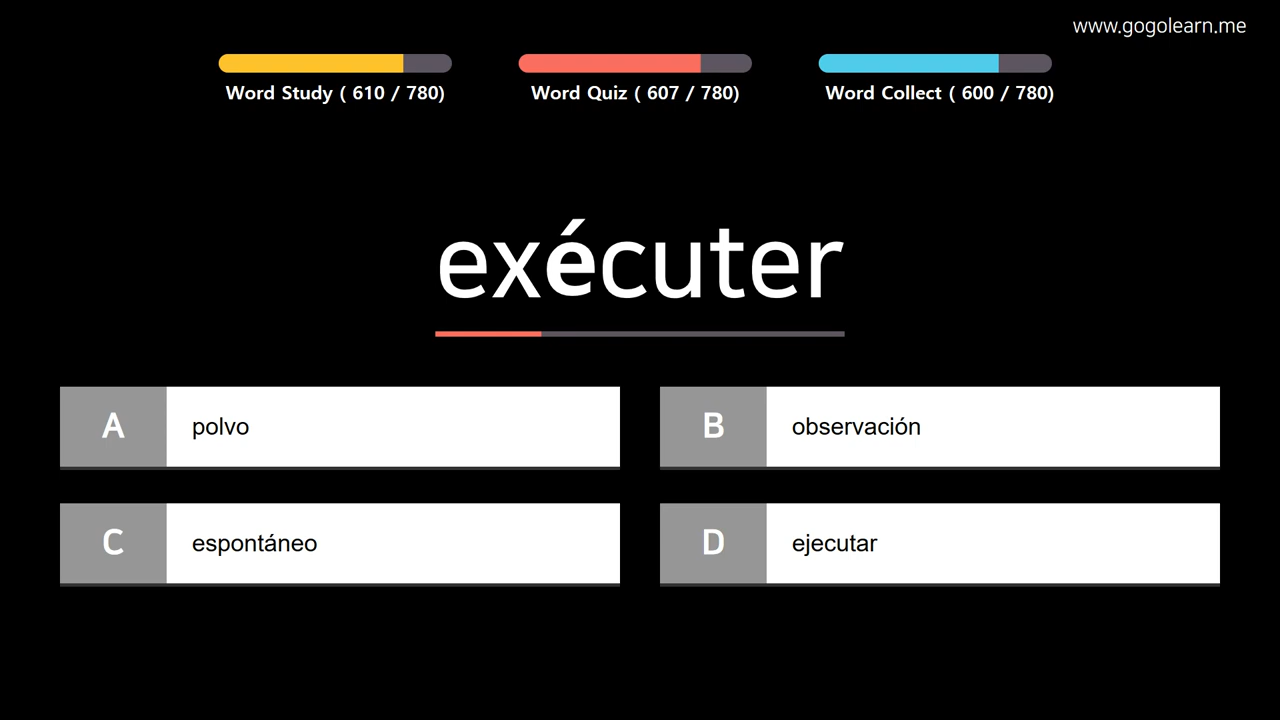 www.gogolearn.me
Word Study ( 610 / 780)
Word Quiz ( 607 / 780)
Word Collect ( 600 / 780)
exécuter
A polvo
B observación
C espontáneo
D ejecutar